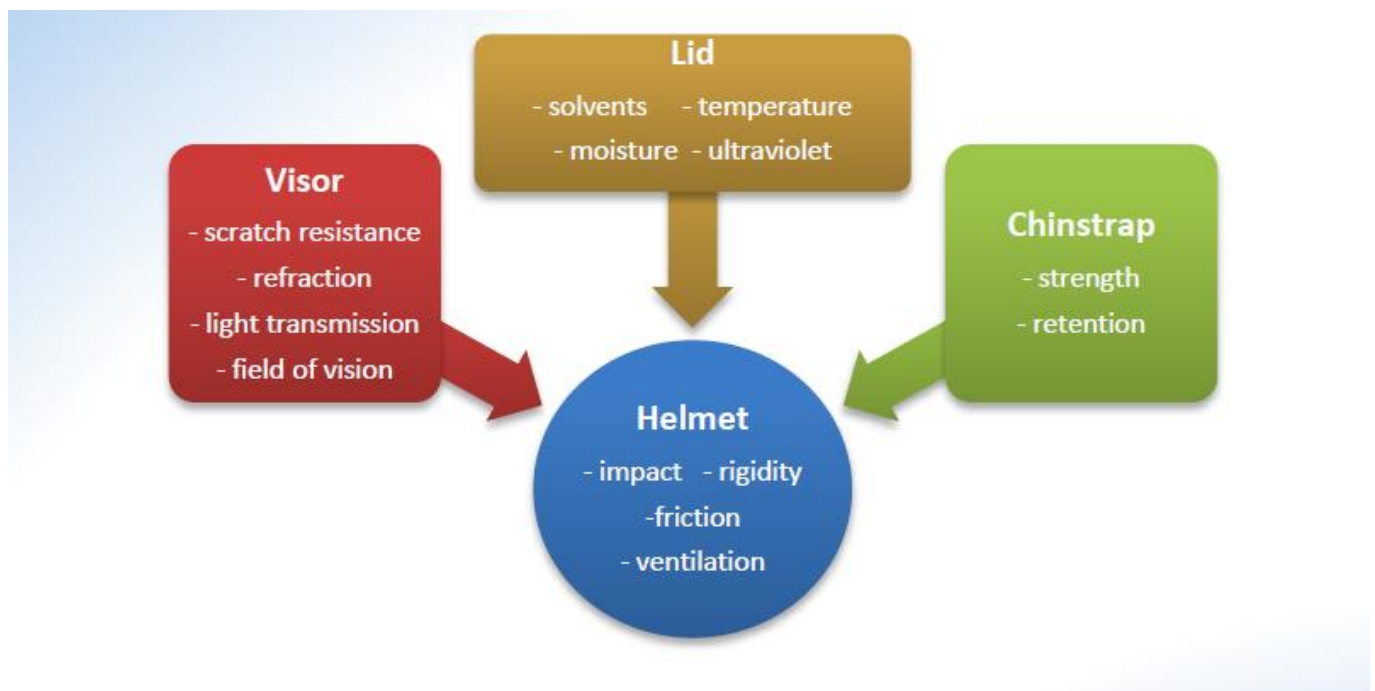 Lid
- solvents - temperature
- moisture - ultraviolet
Visor
- scratch resistance
- refraction
- light transmission
- field of vision
Chinstrap
- strength
- retention
Helmet
- impact - rigidity
-friction
- ventilation